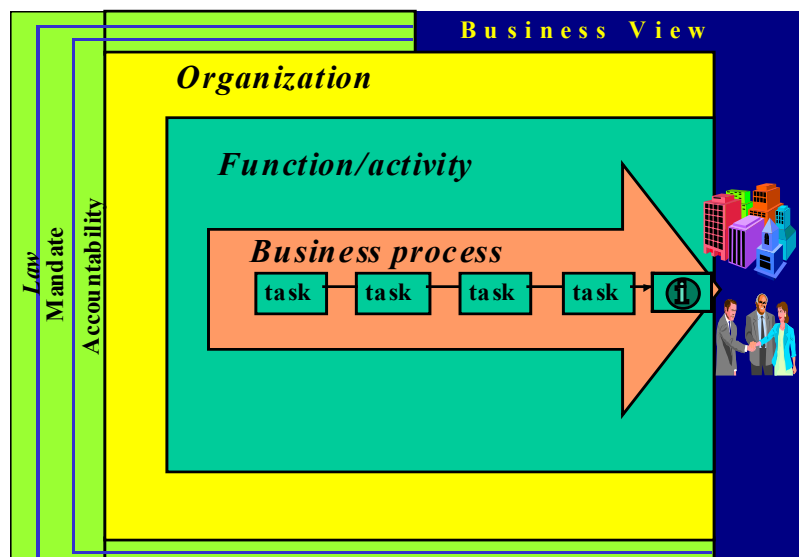 Business View
Organization
Function/activity
Business process
task
task
task
task
i
Law
Mandate
Accountability